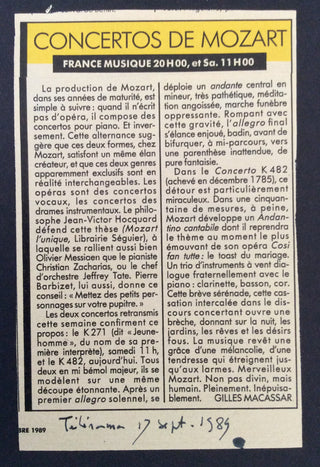 CONCERTOS DE MOZART
FRANCE MUSIQUE 20 H 00, et Sa. 11 H 00
La production de Mozart,
dans ses années de maturité, est
simple à suivre : quand il n'écrit
pas d'opéra, il compose des
concertos pour piano. Et inver-
sement. Cette alternance sug-
gère que ces deux formes, chez
Mozart, satisfont un même élan
créateur, et que ces deux genres
apparemment exclusifs sont en
réalité interchangeables. Les
opéras sont des concertos
vocaux, les concertos des
drames instrumentaux. Le philo-
sophe Jean-Victor Hocquard
défend cette thèse (Mozart
l'unique, Librairie Séguier), à
laquelle se rallient aussi bien
Olivier Messiaen que le pianiste
Christian Zacharias, ou le chef
d'orchestre Jeffrey Tate. Pierre
Barbizet, lui aussi, donne ce
conseil : « Mettez des petits per-
sonnages sur votre pupitre. »
Les deux concertos retransmis
cette semaine confirment ce
propos : le K 271 (dit « Jeune-
homme », du nom de sa pre-
mière interprète), samedi 11 h,
et le K 482, aujourd'hui. Tous
deux en mi bémol majeur, ils se
modèlent sur une même
découpe étonnante. Après un
premier allegro solennel, se
déploie un andante central en
mineur, très pathétique, médita-
tion angoissée, marche funèbre
oppressante. Rompant avec
cette gravité, l'allegro final
s'élance enjoué, badin, avant de
bifurquer, à mi-parcours, vers
une parenthèse inattendue, de
pure fantaisie.
Dans le Concerto K 482
(achevé en décembre 1785), ce
détour est particulièrement
miraculeux. Dans une cinquan-
taine de mesures, à peine,
Mozart développe un Andan-
tino cantabile dont il reprendra
le thème au moment le plus
émouvant de son opéra Cosi
fan tutte : le toast du mariage.
Un trio d'instruments à vent dia-
logue fraternellement avec le
piano : clarinette, basson, cor.
Cette brève sérénade, cette cas-
sation intercalée dans le dis-
cours concertant ouvre une
brèche, donnant sur la nuit, les
jardins, les rêves et les désirs
fous. La musique revêt une
grâce d'une mélancolie, d'une
tendresse qui étreignent jus-
qu'aux larmes. Merveilleux
Mozart. Non pas divin, mais
humain. Pleinement. Inépui-
sablement. GILLES MACASSAR
BRE 1989
Télérama 17 sept. 1989